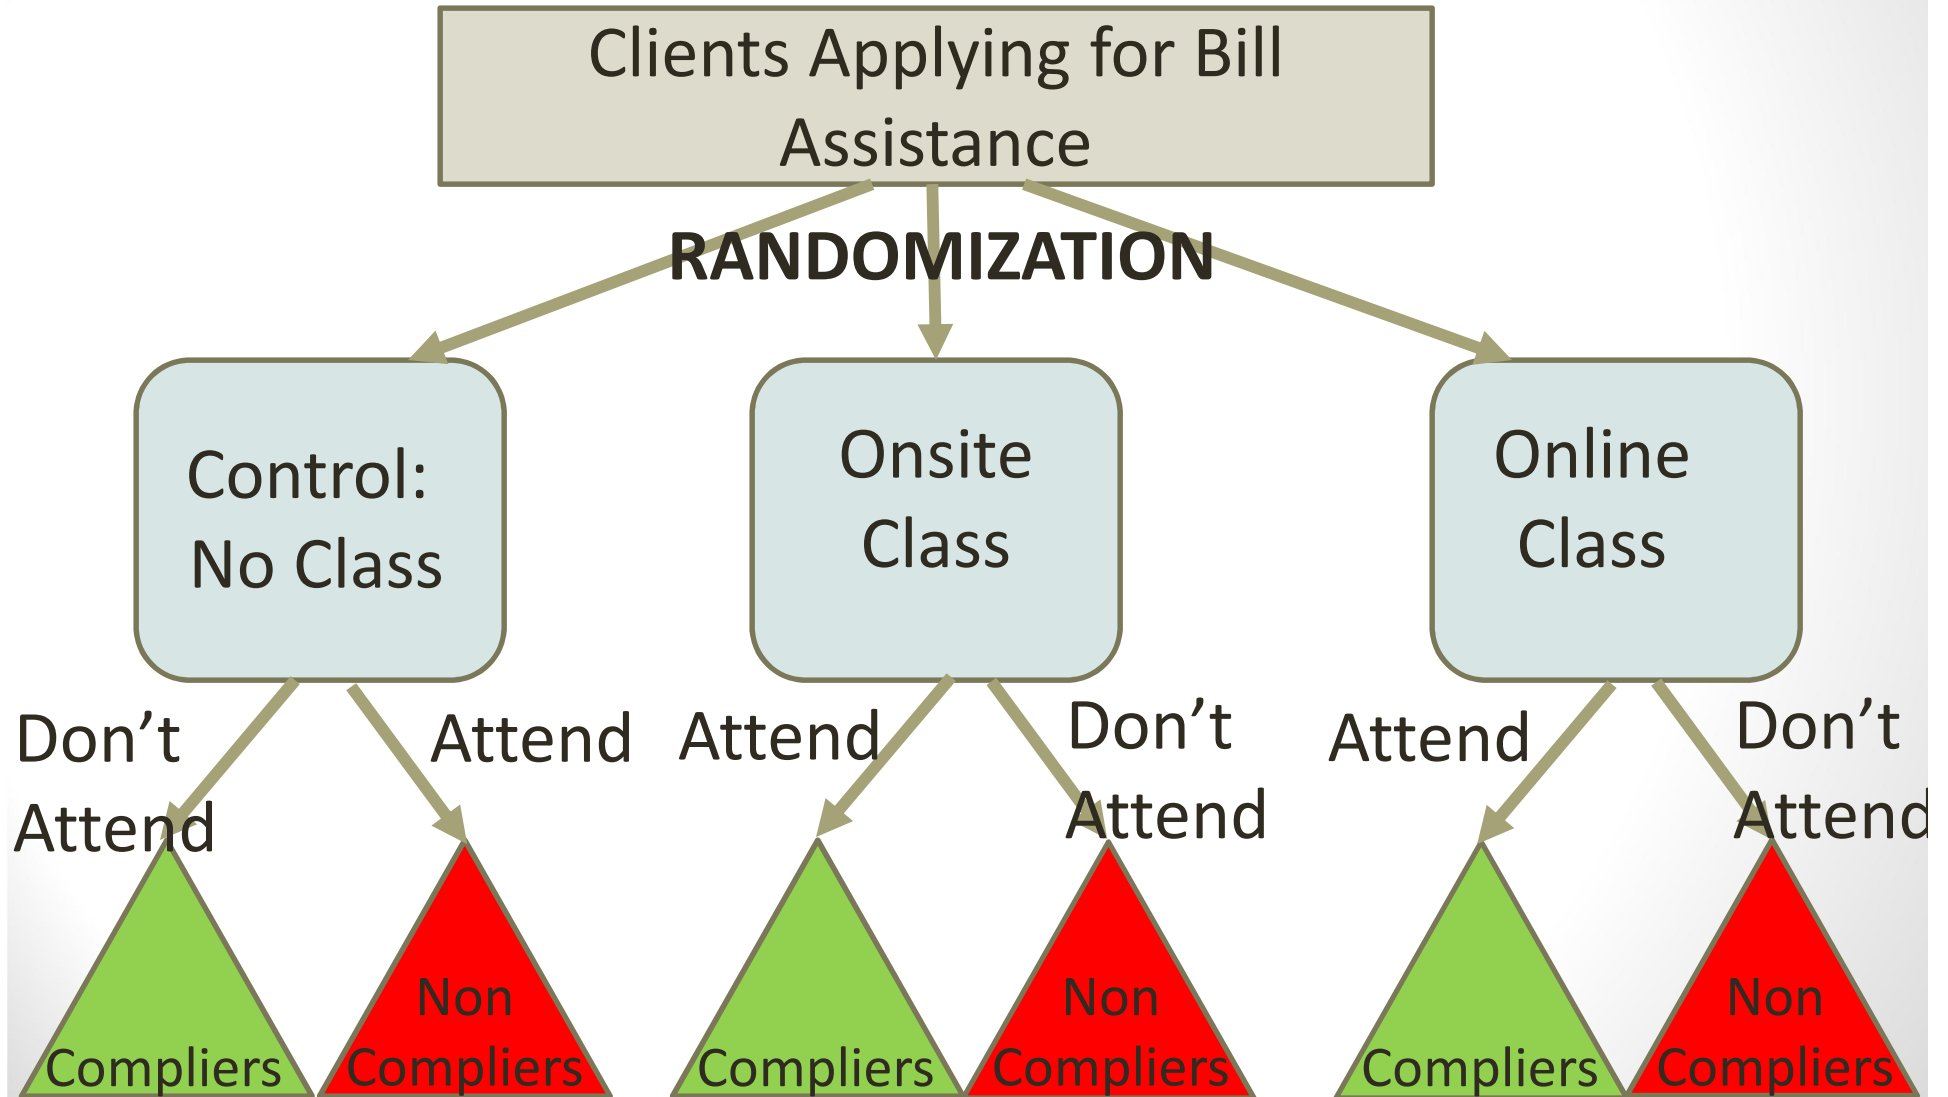 Clients Applying for Bill
Assistance
RANDOMIZATION
Control:
No Class
Onsite
Class
Online
Class
Don’t
Attend
Attend
Attend
Don’t
Attend
Attend
Don’t
Attend
Compliers
Non
Compliers
Compliers
Non
Compliers
Compliers
Non
Compliers